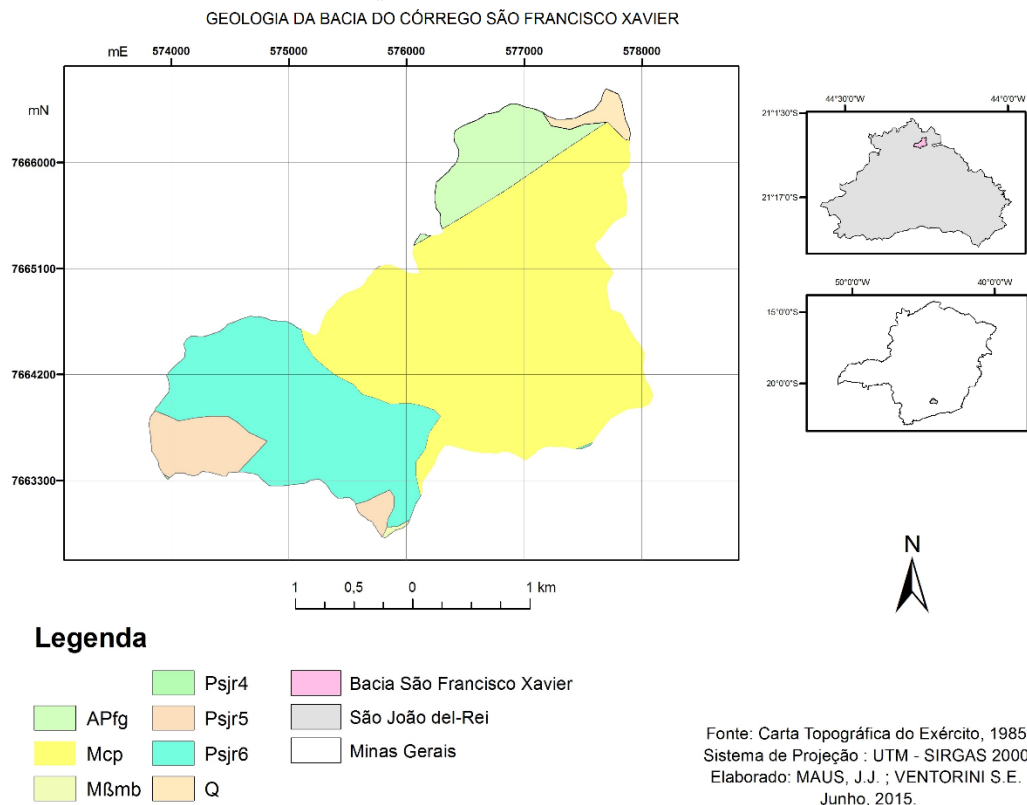 GEOLOGIA DA BACIA DO CÓRREGO SÃO FRANCISCO XAVIER
mE 574000 575000 576000 577000 578000
mN
7666000
7665100
7664200
7663300
44°30'0"W 44°0'0"W
21°1'30"S
21°17'0"S
50°0'0"W 40°0'0"W
15°0'0"S
20°0'0"S
N
1 0,5 0 1 km
Legenda
APfg
Mcp
Mßmb
Psjr4
Psjr5
Psjr6
Q
Bacia São Francisco Xavier
São João del-Rei
Minas Gerais
Fonte: Carta Topográfica do Exército, 1985
Sistema de Projeção : UTM - SIRGAS 2000
Elaborado: MAUS, J.J. ; VENTORINI S.E.
Junho, 2015.